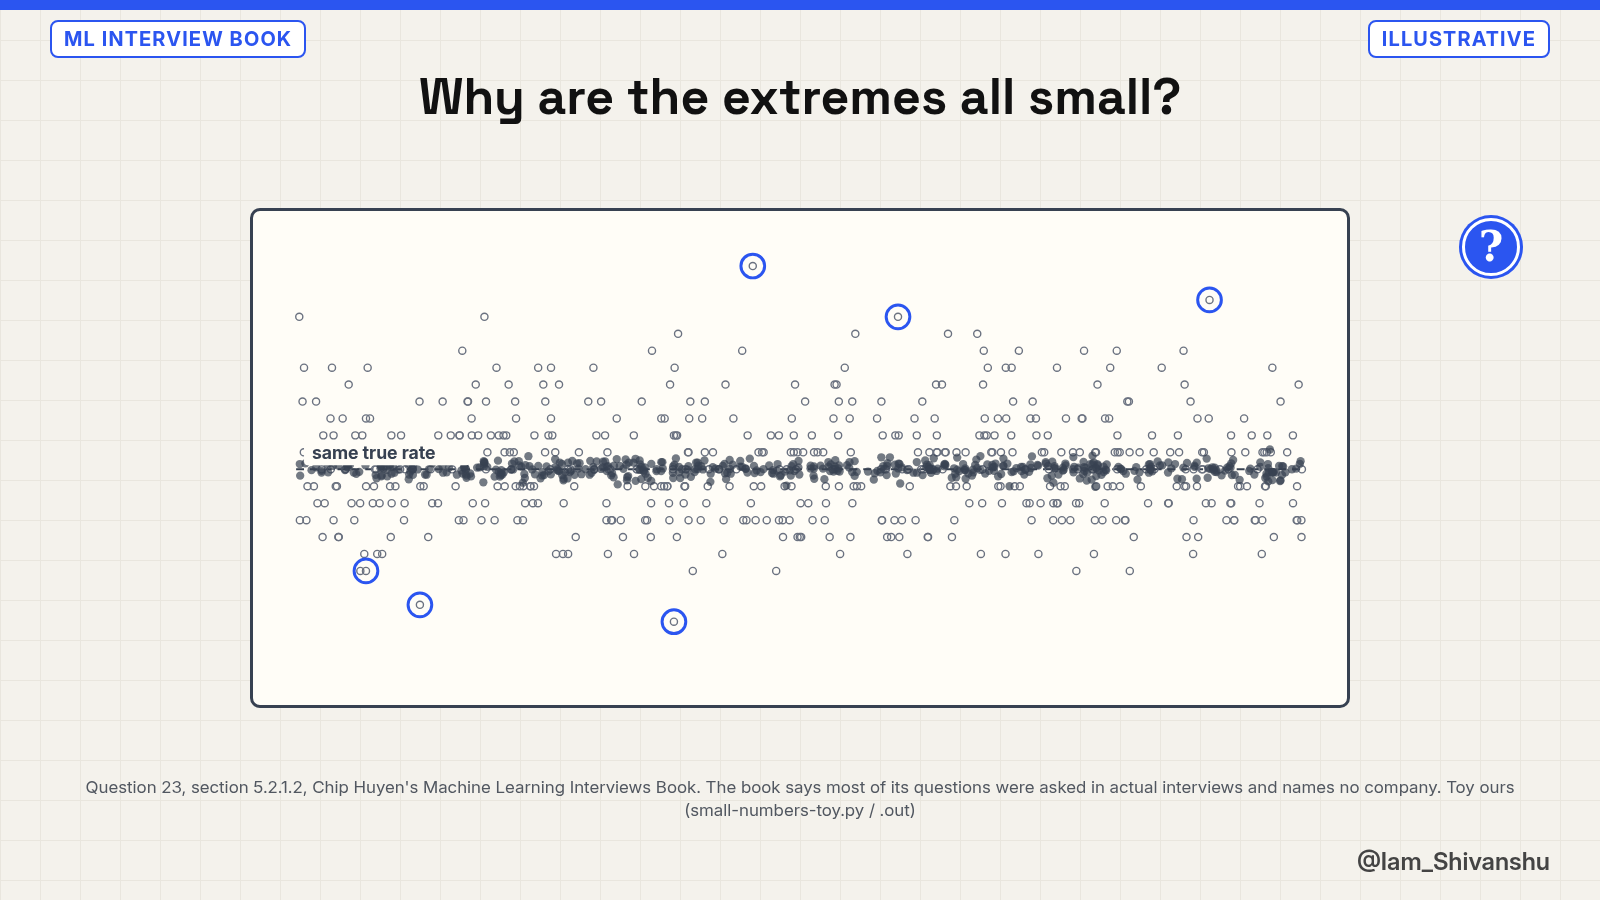 ML INTERVIEW BOOK
ILLUSTRATIVE
Why are the extremes all small?
?
same true rate
Question 23, section 5.2.1.2, Chip Huyen's Machine Learning Interviews Book. The book says most of its questions were asked in actual interviews and names no company. Toy ours
(small-numbers-toy.py / .out)
@Iam_Shivanshu